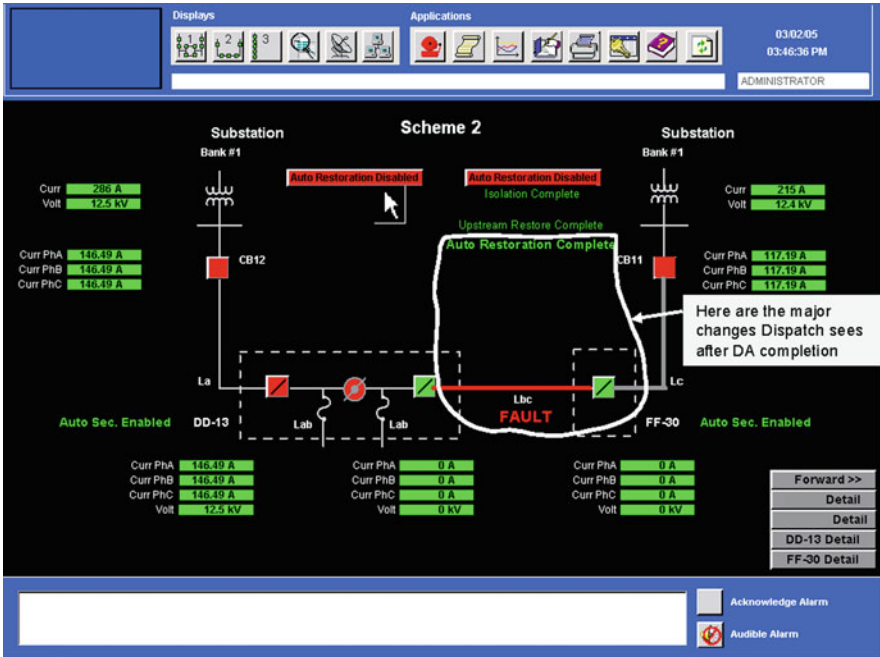 Displays
Applications
1
2
3
03/02/05
03:46:36 PM
ADMINISTRATOR
Scheme 2
Substation
Bank #1
Substation
Bank #1
Auto Restoration Disabled
Auto Restoration Disabled
Isolation Complete
Upstream Restore Complete
Auto Restoration Complete
Curr 286 A
Volt 12.5 kV
Curr 215 A
Volt 12.4 kV
Curr PhA 146.49 A
Curr PhB 146.49 A
Curr PhC 146.49 A
CB12
CB11
Curr PhA 117.19 A
Curr PhB 117.19 A
Curr PhC 117.19 A
Here are the major
changes Dispatch sees
after DA completion
La
Lbc
Lc
FAULT
Auto Sec. Enabled
DD-13
Lab
Lab
FF-30
Auto Sec. Enabled
Curr PhA 146.49 A
Curr PhB 146.49 A
Curr PhC 146.49 A
Volt 12.5 kV
Curr PhA 0 A
Curr PhB 0 A
Curr PhC 0 A
Volt 0 kV
Curr PhA 0 A
Curr PhB 0 A
Curr PhC 0 A
Volt 0 kV
Forward >>
Detail
Detail
DD-13 Detail
FF-30 Detail
Acknowledge Alarm
Audible Alarm